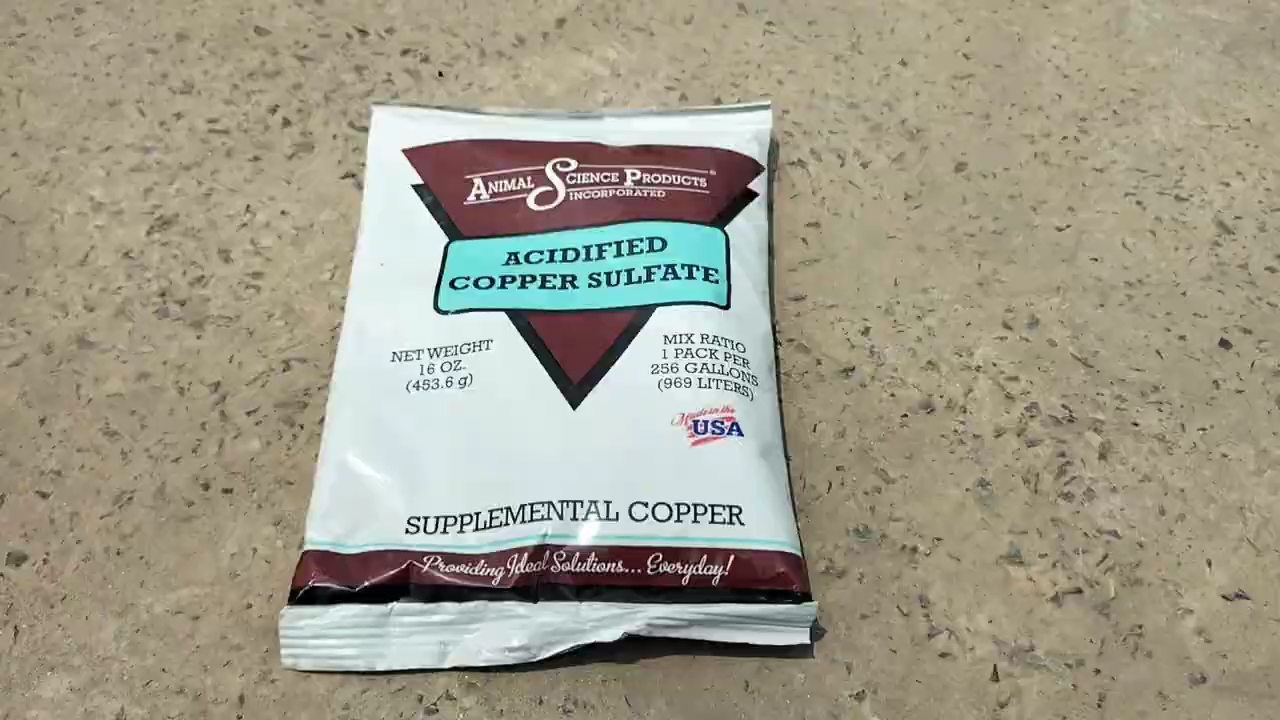 ANIMAL SCIENCE PRODUCTS®
INCORPORATED
ACIDIFIED
COPPER SULFATE
NET WEIGHT
16 OZ.
(453.6 g)
MIX RATIO
1 PACK PER
256 GALLONS
(969 LITERS)
Made in the
USA
SUPPLEMENTAL COPPER
Providing Ideal Solutions... Everyday!